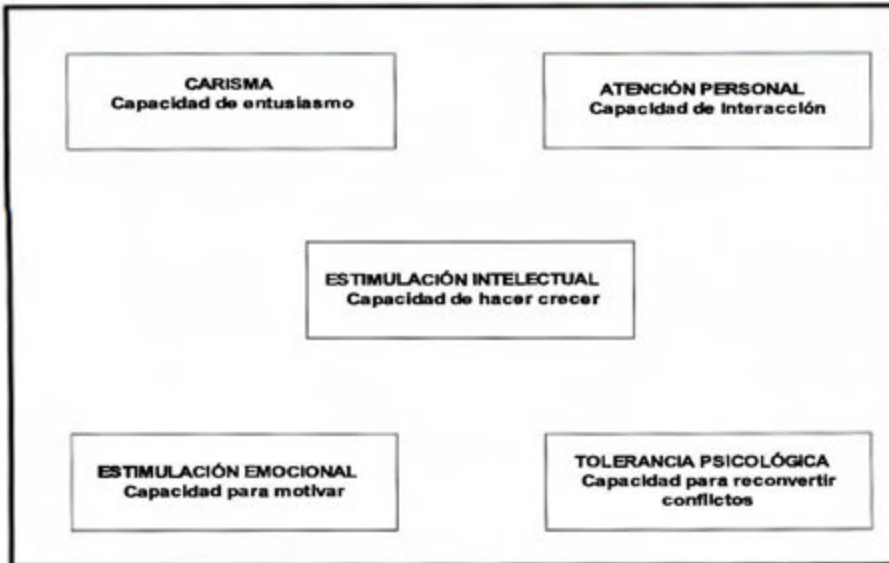 CARISMA
Capacidad de entusiasmo
ATENCIÓN PERSONAL
Capacidad de Interacción
ESTIMULACIÓN INTELECTUAL
Capacidad de hacer crecer
ESTIMULACIÓN EMOCIONAL
Capacidad para motivar
TOLERANCIA PSICOLÓGICA
Capacidad para reconvertir
conflictos